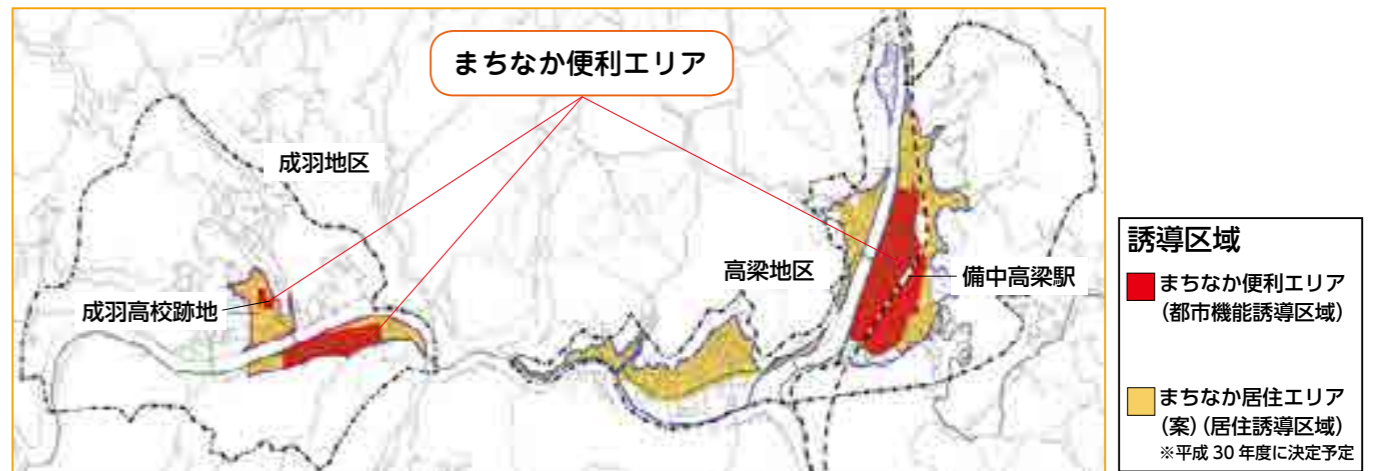 まちなか便利エリア
成羽地区
成羽高校跡地
高梁地区
備中高梁駅
誘導区域
まちなか便利エリア
(都市機能誘導区域)
まちなか居住エリア
(案)(居住誘導区域)
※平成 30 年度に決定予定